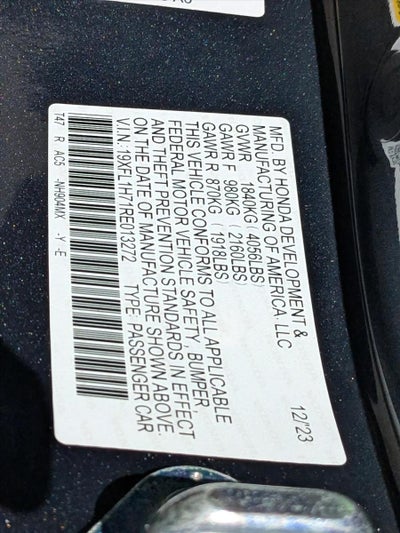 MFD. BY HONDA DEVELOPMENT &
MANUFACTURING OF AMERICA, LLC 12/'23
GVWR 1840KG ( 4056LBS)
GAWR F 980KG ( 2160LBS)
GAWR R 870KG ( 1918LBS)
THIS VEHICLE CONFORMS TO ALL APPLICABLE
FEDERAL MOTOR VEHICLE SAFETY, BUMPER,
AND THEFT PREVENTION STANDARDS IN EFFECT
ON THE DATE OF MANUFACTURE SHOWN ABOVE.
V.I.N: 19XFL1H71RE013272 TYPE: PASSENGER CAR
T47 R AC5 -NH904MX -Y -E